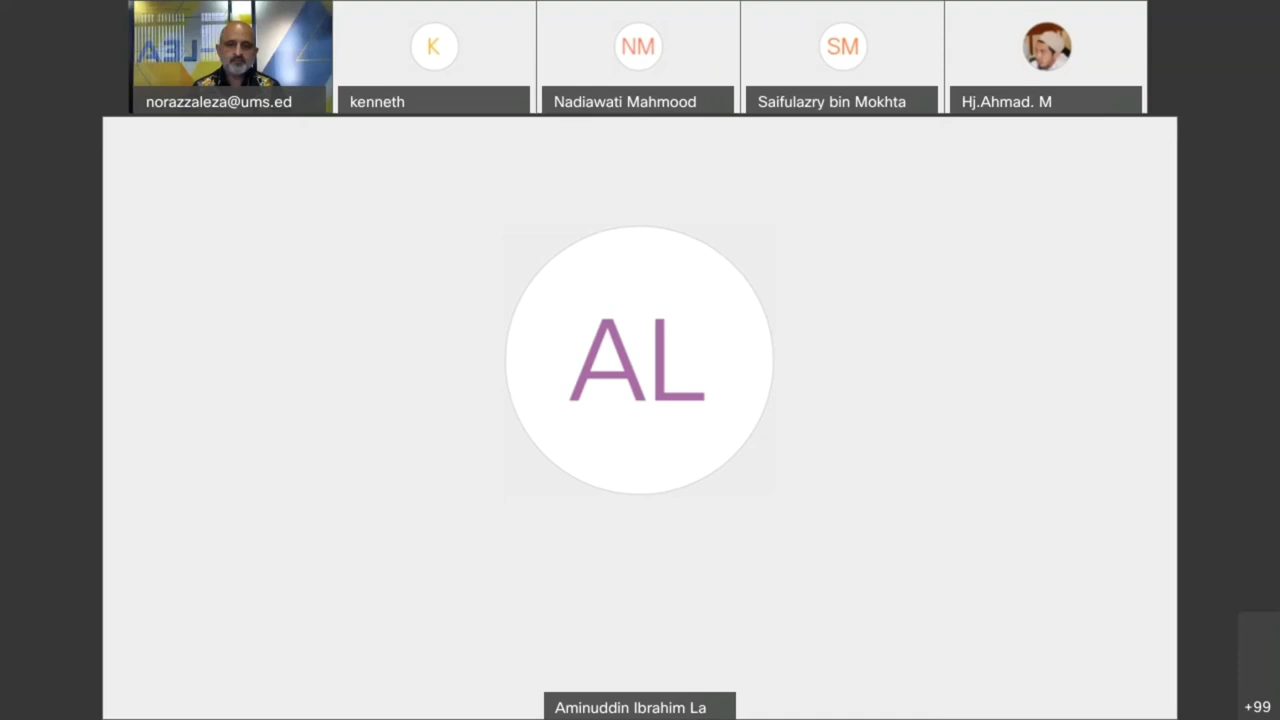 norazzaleza@ums.ed
K
kenneth
NM
Nadiawati Mahmood
SM
Saifulazry bin Mokhta
Hj.Ahmad. M
AL
Aminuddin Ibrahim La
+99